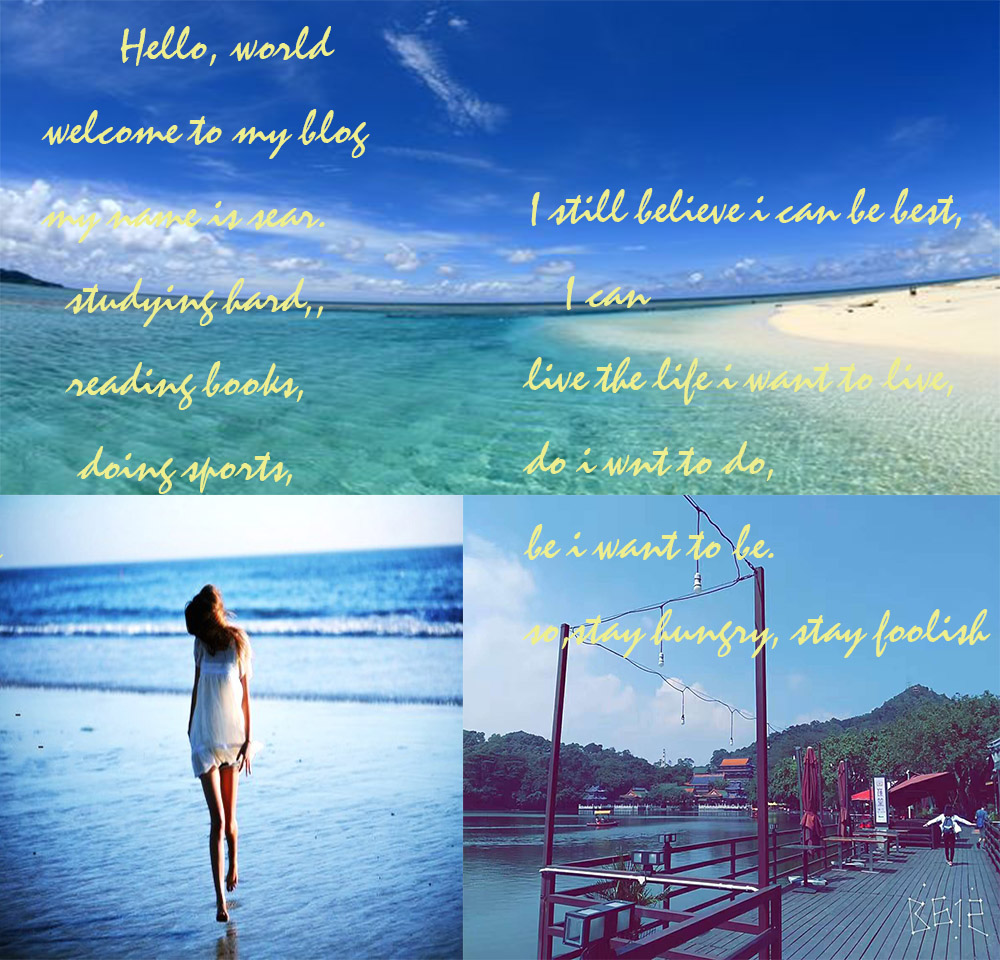 Hello, world
welcome to my blog
my name is sear.
studying hard,,
reading books,
doing sports,
I still believe i can be best,
I can
live the life i want to live,
do i wnt to do,
be i want to be.
so,stay hungry, stay foolish
B612